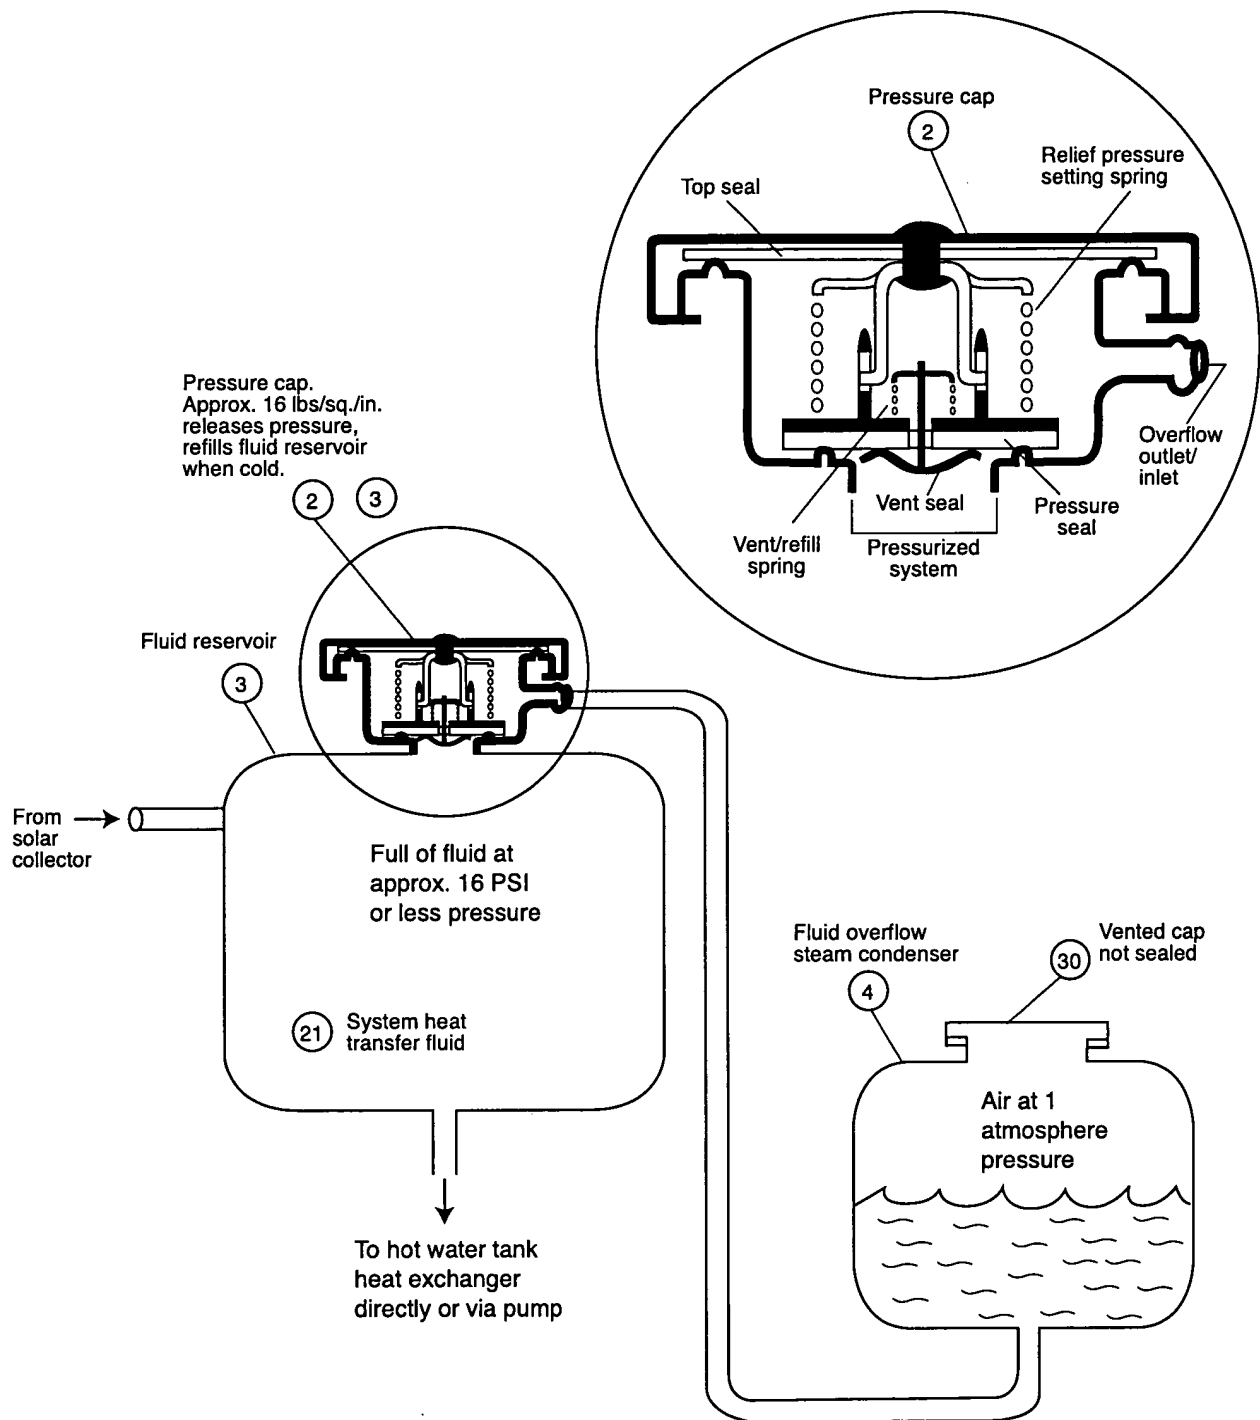 Pressure cap
2
Relief pressure
setting spring
Top seal
Overflow
outlet/
inlet
Vent seal
Pressure
seal
Vent/refill
spring
Pressurized
system
Pressure cap.
Approx. 16 lbs/sq./in.
releases pressure,
refills fluid reservoir
when cold.
2
3
Fluid reservoir
3
From
solar
collector
Full of fluid at
approx. 16 PSI
or less pressure
21
System heat
transfer fluid
To hot water tank
heat exchanger
directly or via pump
Fluid overflow
steam condenser
4
Vented cap
not sealed
30
Air at 1
atmosphere
pressure